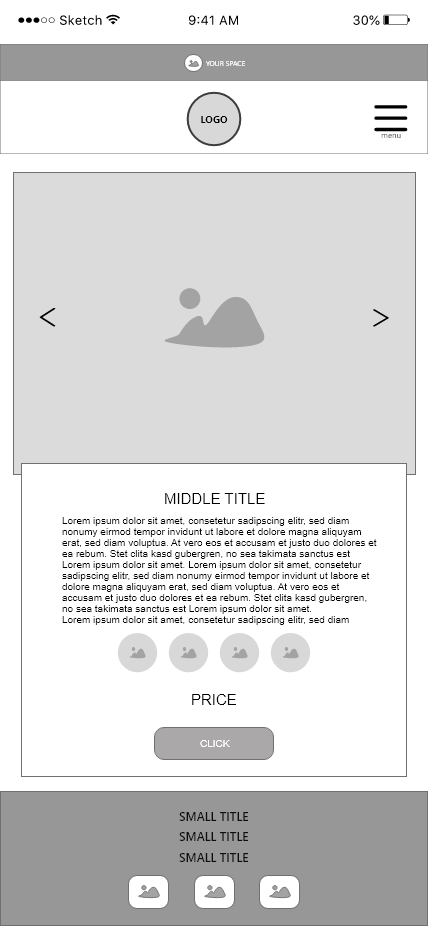 Sketch 9:41 AM 30%
YOUR SPACE
LOGO
menu
MIDDLE TITLE
Lorem ipsum dolor sit amet, consetetur sadipscing elitr, sed diam
nonumy eirmod tempor invidunt ut labore et dolore magna aliquyam
erat, sed diam voluptua. At vero eos et accusam et justo duo dolores et
ea rebum. Stet clita kasd gubergren, no sea takimata sanctus est
Lorem ipsum dolor sit amet. Lorem ipsum dolor sit amet, consetetur
sadipscing elitr, sed diam nonumy eirmod tempor invidunt ut labore et
dolore magna aliquyam erat, sed diam voluptua. At vero eos et
accusam et justo duo dolores et ea rebum. Stet clita kasd gubergren,
no sea takimata sanctus est Lorem ipsum dolor sit amet.
Lorem ipsum dolor sit amet, consetetur sadipscing elitr, sed diam
PRICE
CLICK
SMALL TITLE
SMALL TITLE
SMALL TITLE